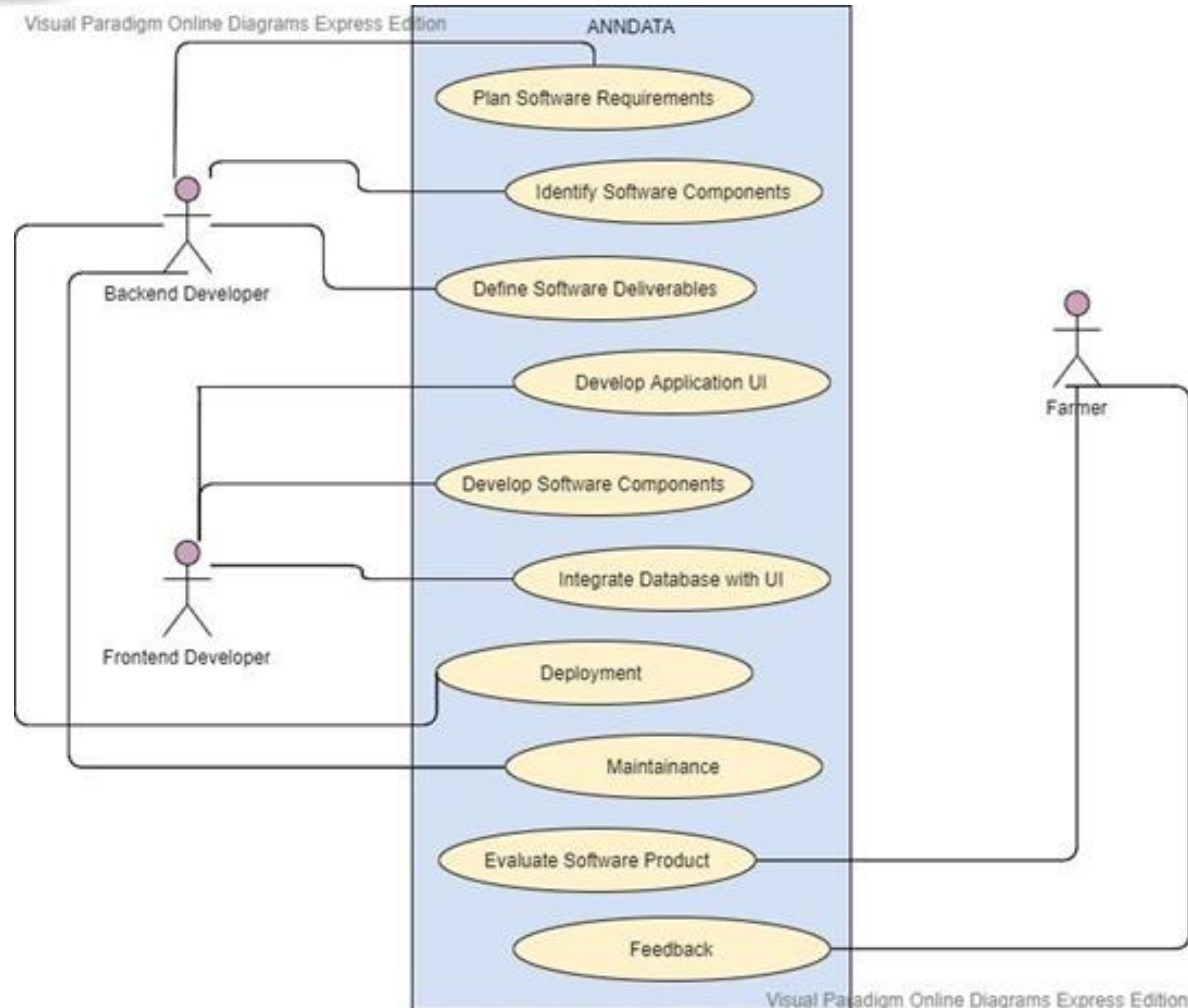 Visual Paradigm Online Diagrams Express Edition
ANNDATA
Plan Software Requirements
Identify Software Components
Backend Developer
Define Software Deliverables
Develop Application UI
Farmer
Develop Software Components
Integrate Database with UI
Frontend Developer
Deployment
Maintainance
Evaluate Software Product
Feedback
Visual Paradigm Online Diagrams Express Edition